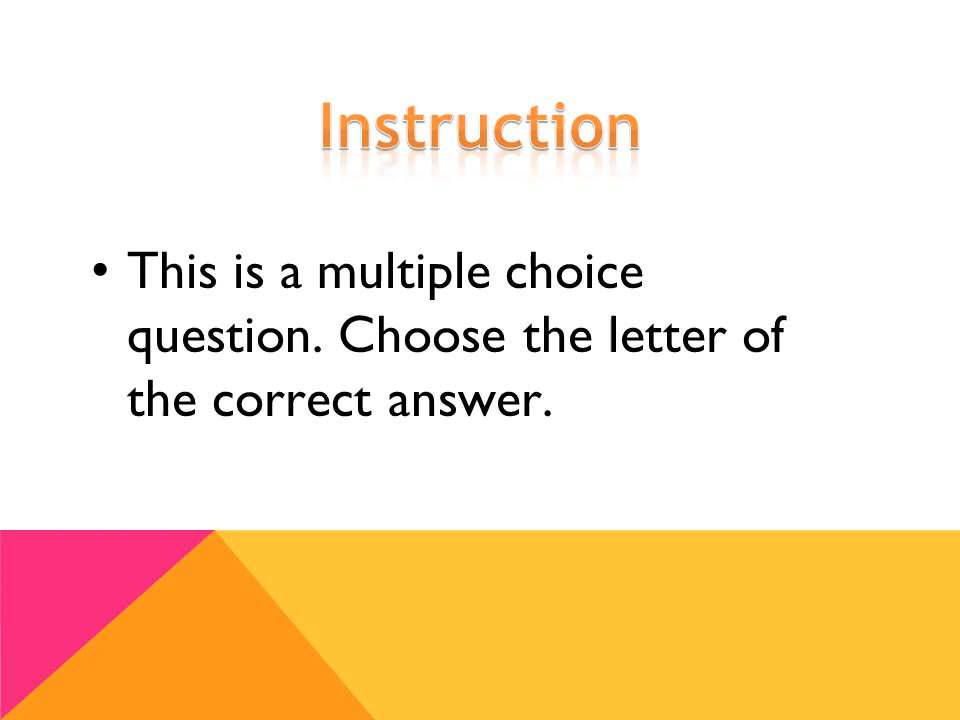 Instruction
• This is a multiple choice
question. Choose the letter of
the correct answer.